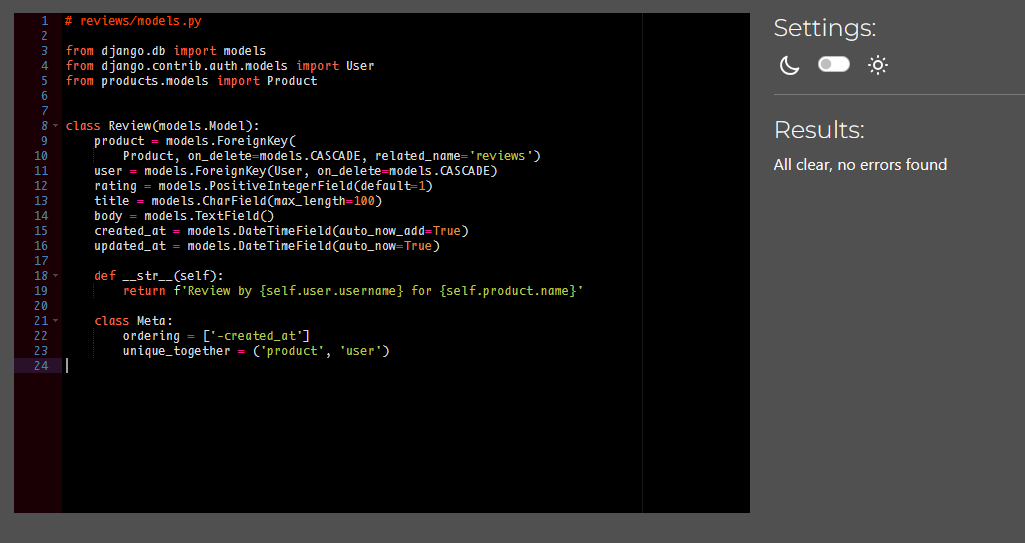 1 # reviews/models.py
2
3 from django.db import models
4 from django.contrib.auth.models import User
5 from products.models import Product
6
7
8 class Review(models.Model):
9     product = models.ForeignKey(
10         Product, on_delete=models.CASCADE, related_name='reviews')
11     user = models.ForeignKey(User, on_delete=models.CASCADE)
12     rating = models.PositiveIntegerField(default=1)
13     title = models.CharField(max_length=100)
14     body = models.TextField()
15     created_at = models.DateTimeField(auto_now_add=True)
16     updated_at = models.DateTimeField(auto_now=True)
17
18     def __str__(self):
19         return f'Review by {self.user.username} for {self.product.name}'
20
21     class Meta:
22         ordering = ['-created_at']
23         unique_together = ('product', 'user')
24
Settings:
Results:
All clear, no errors found